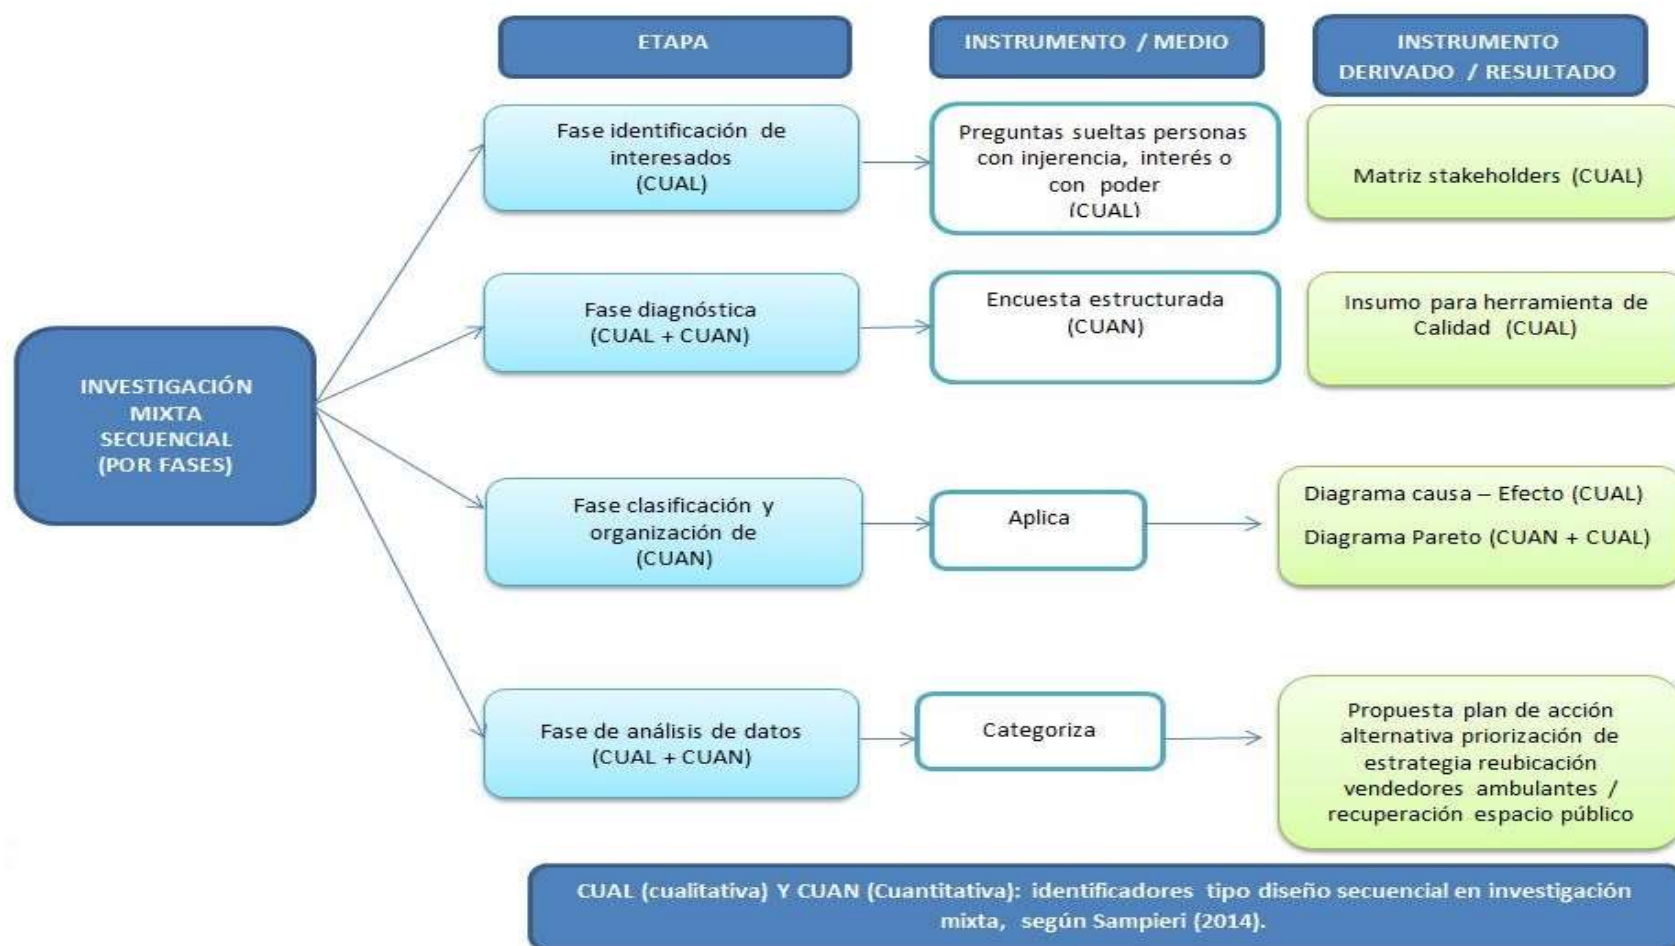 ETAPA
INSTRUMENTO / MEDIO
INSTRUMENTO
DERIVADO / RESULTADO
Fase identificación de
interesados
(CUAL)
Preguntas sueltas personas
con injerencia, interés o
con poder
(CUAL)
Matriz stakeholders (CUAL)
Fase diagnóstica
(CUAL + CUAN)
Encuesta estructurada
(CUAN)
Insumo para herramienta de
Calidad (CUAL)
INVESTIGACIÓN
MIXTA
SECUENCIAL
(POR FASES)
Fase clasificación y
organización de
(CUAN)
Aplica
Diagrama causa – Efecto (CUAL)
Diagrama Pareto (CUAN + CUAL)
Fase de análisis de datos
(CUAL + CUAN)
Categoriza
Propuesta plan de acción
alternativa priorización de
estrategia reubicación
vendedores ambulantes /
recuperación espacio público
CUAL (cualitativa) Y CUAN (Cuantitativa): identificadores tipo diseño secuencial en investigación
mixta, según Sampieri (2014).